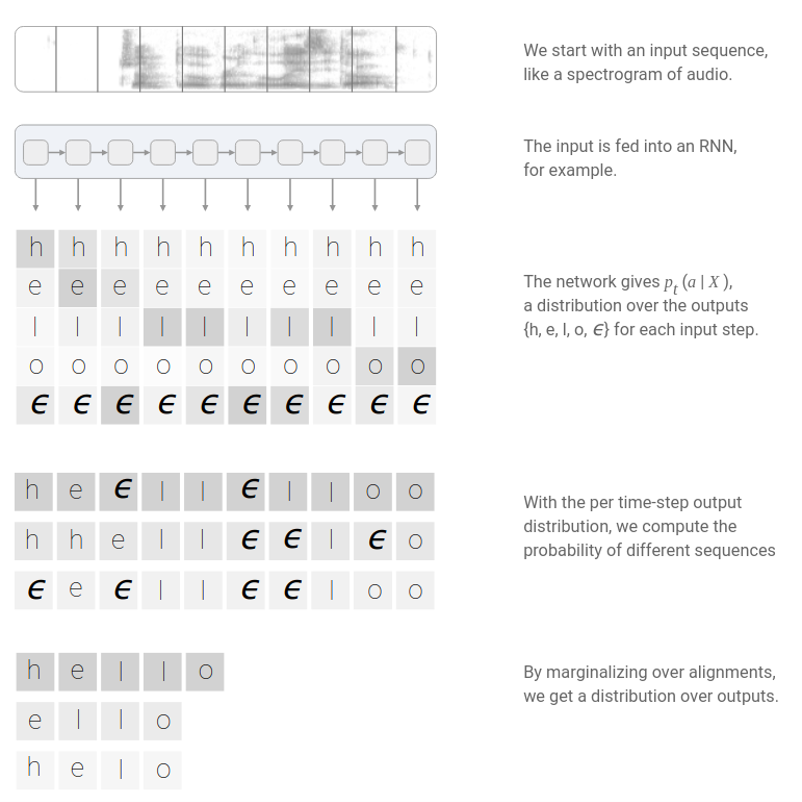 We start with an input sequence,
like a spectrogram of audio.
The input is fed into an RNN,
for example.
h h h h h h h h h h
e e e e e e e e e e
l l l l l l l l l l
o o o o o o o o o o
ϵ ϵ ϵ ϵ ϵ ϵ ϵ ϵ ϵ ϵ
The network gives pₜ (a | X),
a distribution over the outputs
{h, e, l, o, ϵ} for each input step.
h e ϵ l l ϵ l l o o
h h e l l ϵ ϵ l ϵ o
ϵ e ϵ l l ϵ ϵ l o o
With the per time-step output
distribution, we compute the
probability of different sequences
h e l l o
e l l o
h e l o
By marginalizing over alignments,
we get a distribution over outputs.